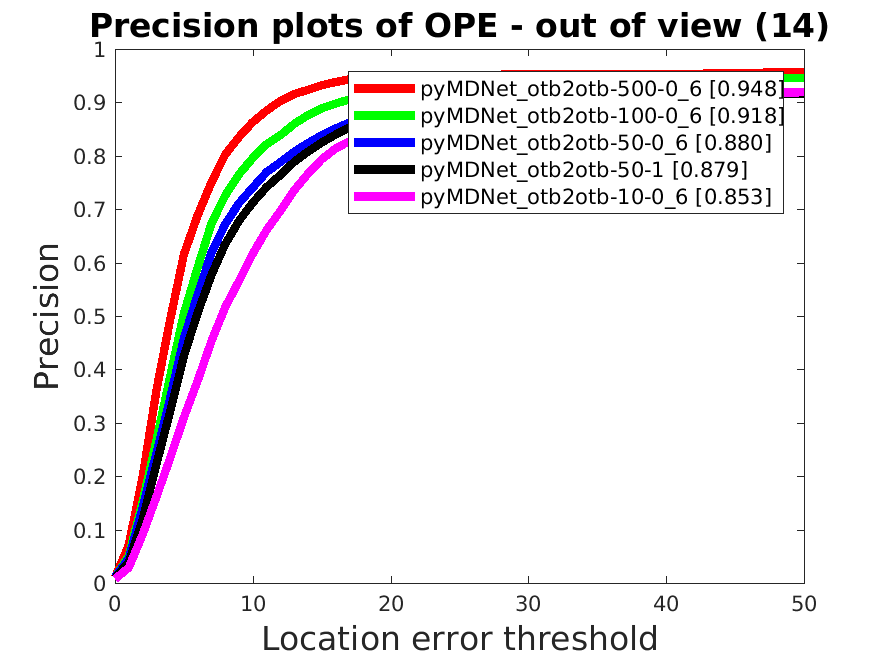 Precision plots of OPE - out of view (14)
1
0.9
0.8
0.7
0.6
0.5
0.4
0.3
0.2
0.1
0
Precision
pyMDNet_otb2otb-500-0_6 [0.948]
pyMDNet_otb2otb-100-0_6 [0.918]
pyMDNet_otb2otb-50-0_6 [0.880]
pyMDNet_otb2otb-50-1 [0.879]
pyMDNet_otb2otb-10-0_6 [0.853]
0 10 20 30 40 50
Location error threshold